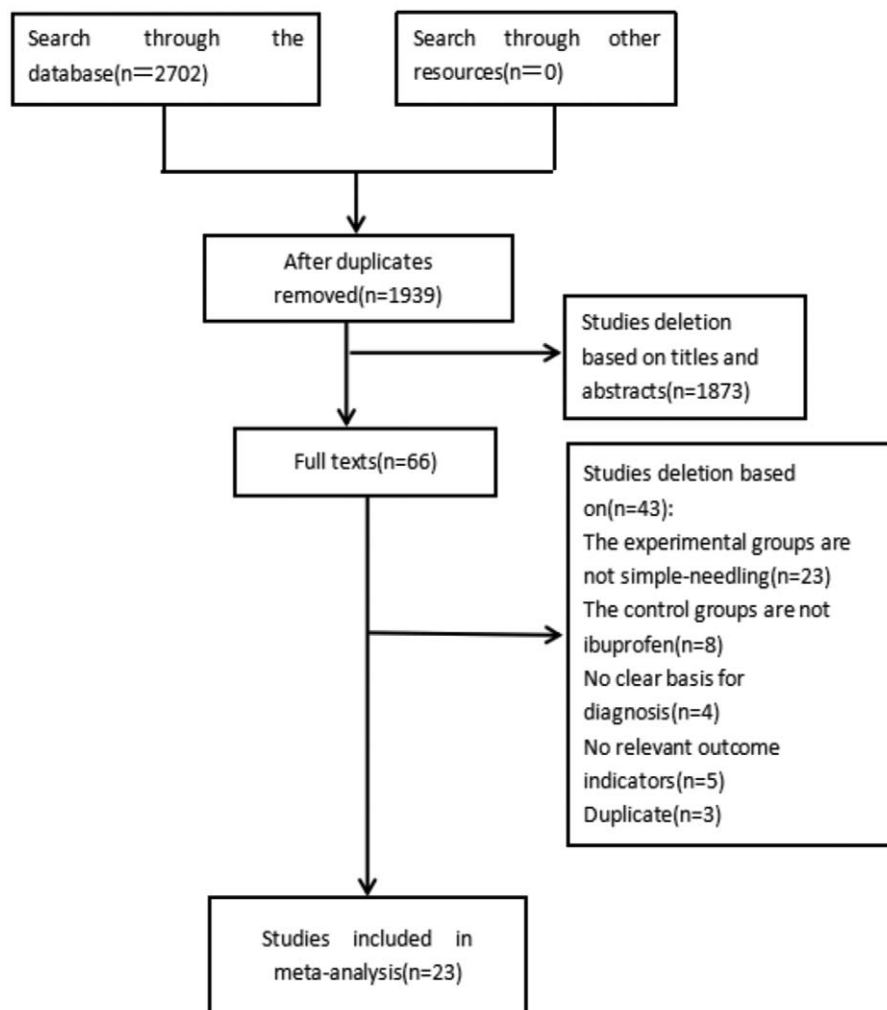 Search through the
database(n＝2702)
Search through other
resources(n＝0)
After duplicates
removed(n=1939)
Studies deletion
based on titles and
abstracts(n=1873)
Full texts(n=66)
Studies deletion based
on(n=43):
The experimental groups are
not simple-needling(n=23)
The control groups are not
ibuprofen(n=8)
No clear basis for
diagnosis(n=4)
No relevant outcome
indicators(n=5)
Duplicate(n=3)
Studies included in
meta-analysis(n=23)